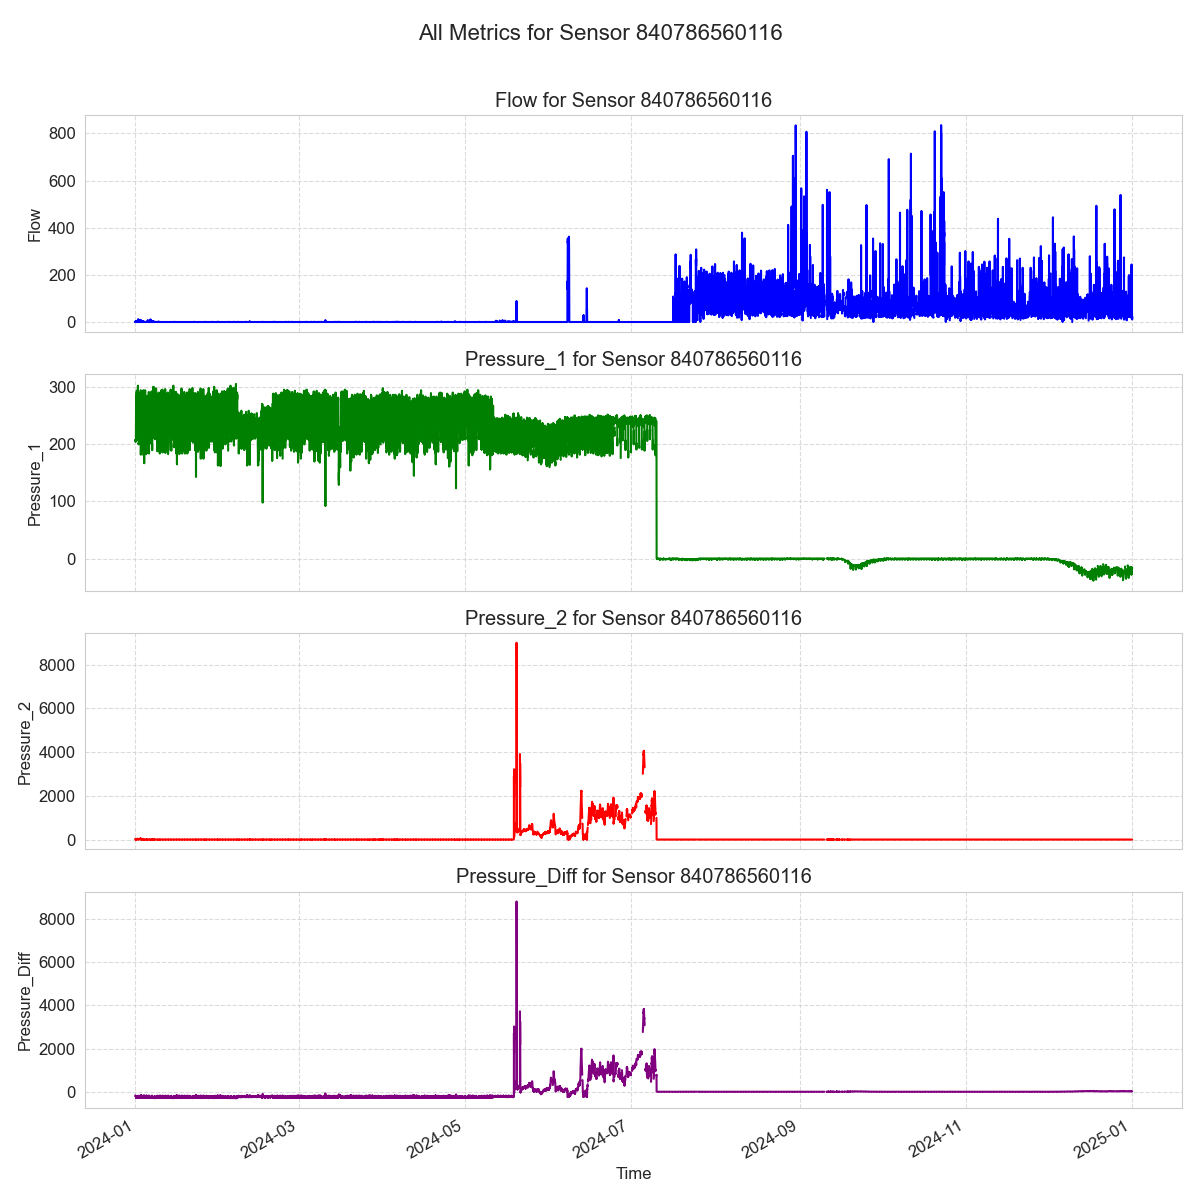 All Metrics for Sensor 840786560116
Flow for Sensor 840786560116
800
600
400
200
0
Flow
Pressure_1 for Sensor 840786560116
300
200
100
0
Pressure_1
Pressure_2 for Sensor 840786560116
8000
6000
4000
2000
0
Pressure_2
Pressure_Diff for Sensor 840786560116
8000
6000
4000
2000
0
Pressure_Diff
2024-01
2024-03
2024-05
2024-07
2024-09
2024-11
2025-01
Time